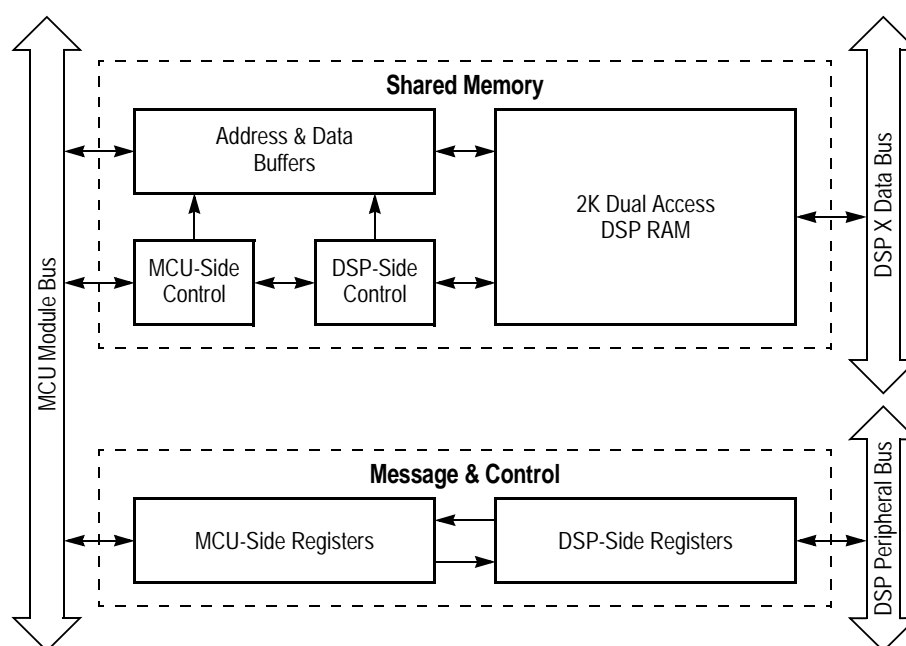 Shared Memory
Address & Data
Buffers
2K Dual Access
DSP RAM
MCU-Side
Control
DSP-Side
Control
MCU Module Bus
DSP X Data Bus
Message & Control
MCU-Side Registers
DSP-Side Registers
DSP Peripheral Bus